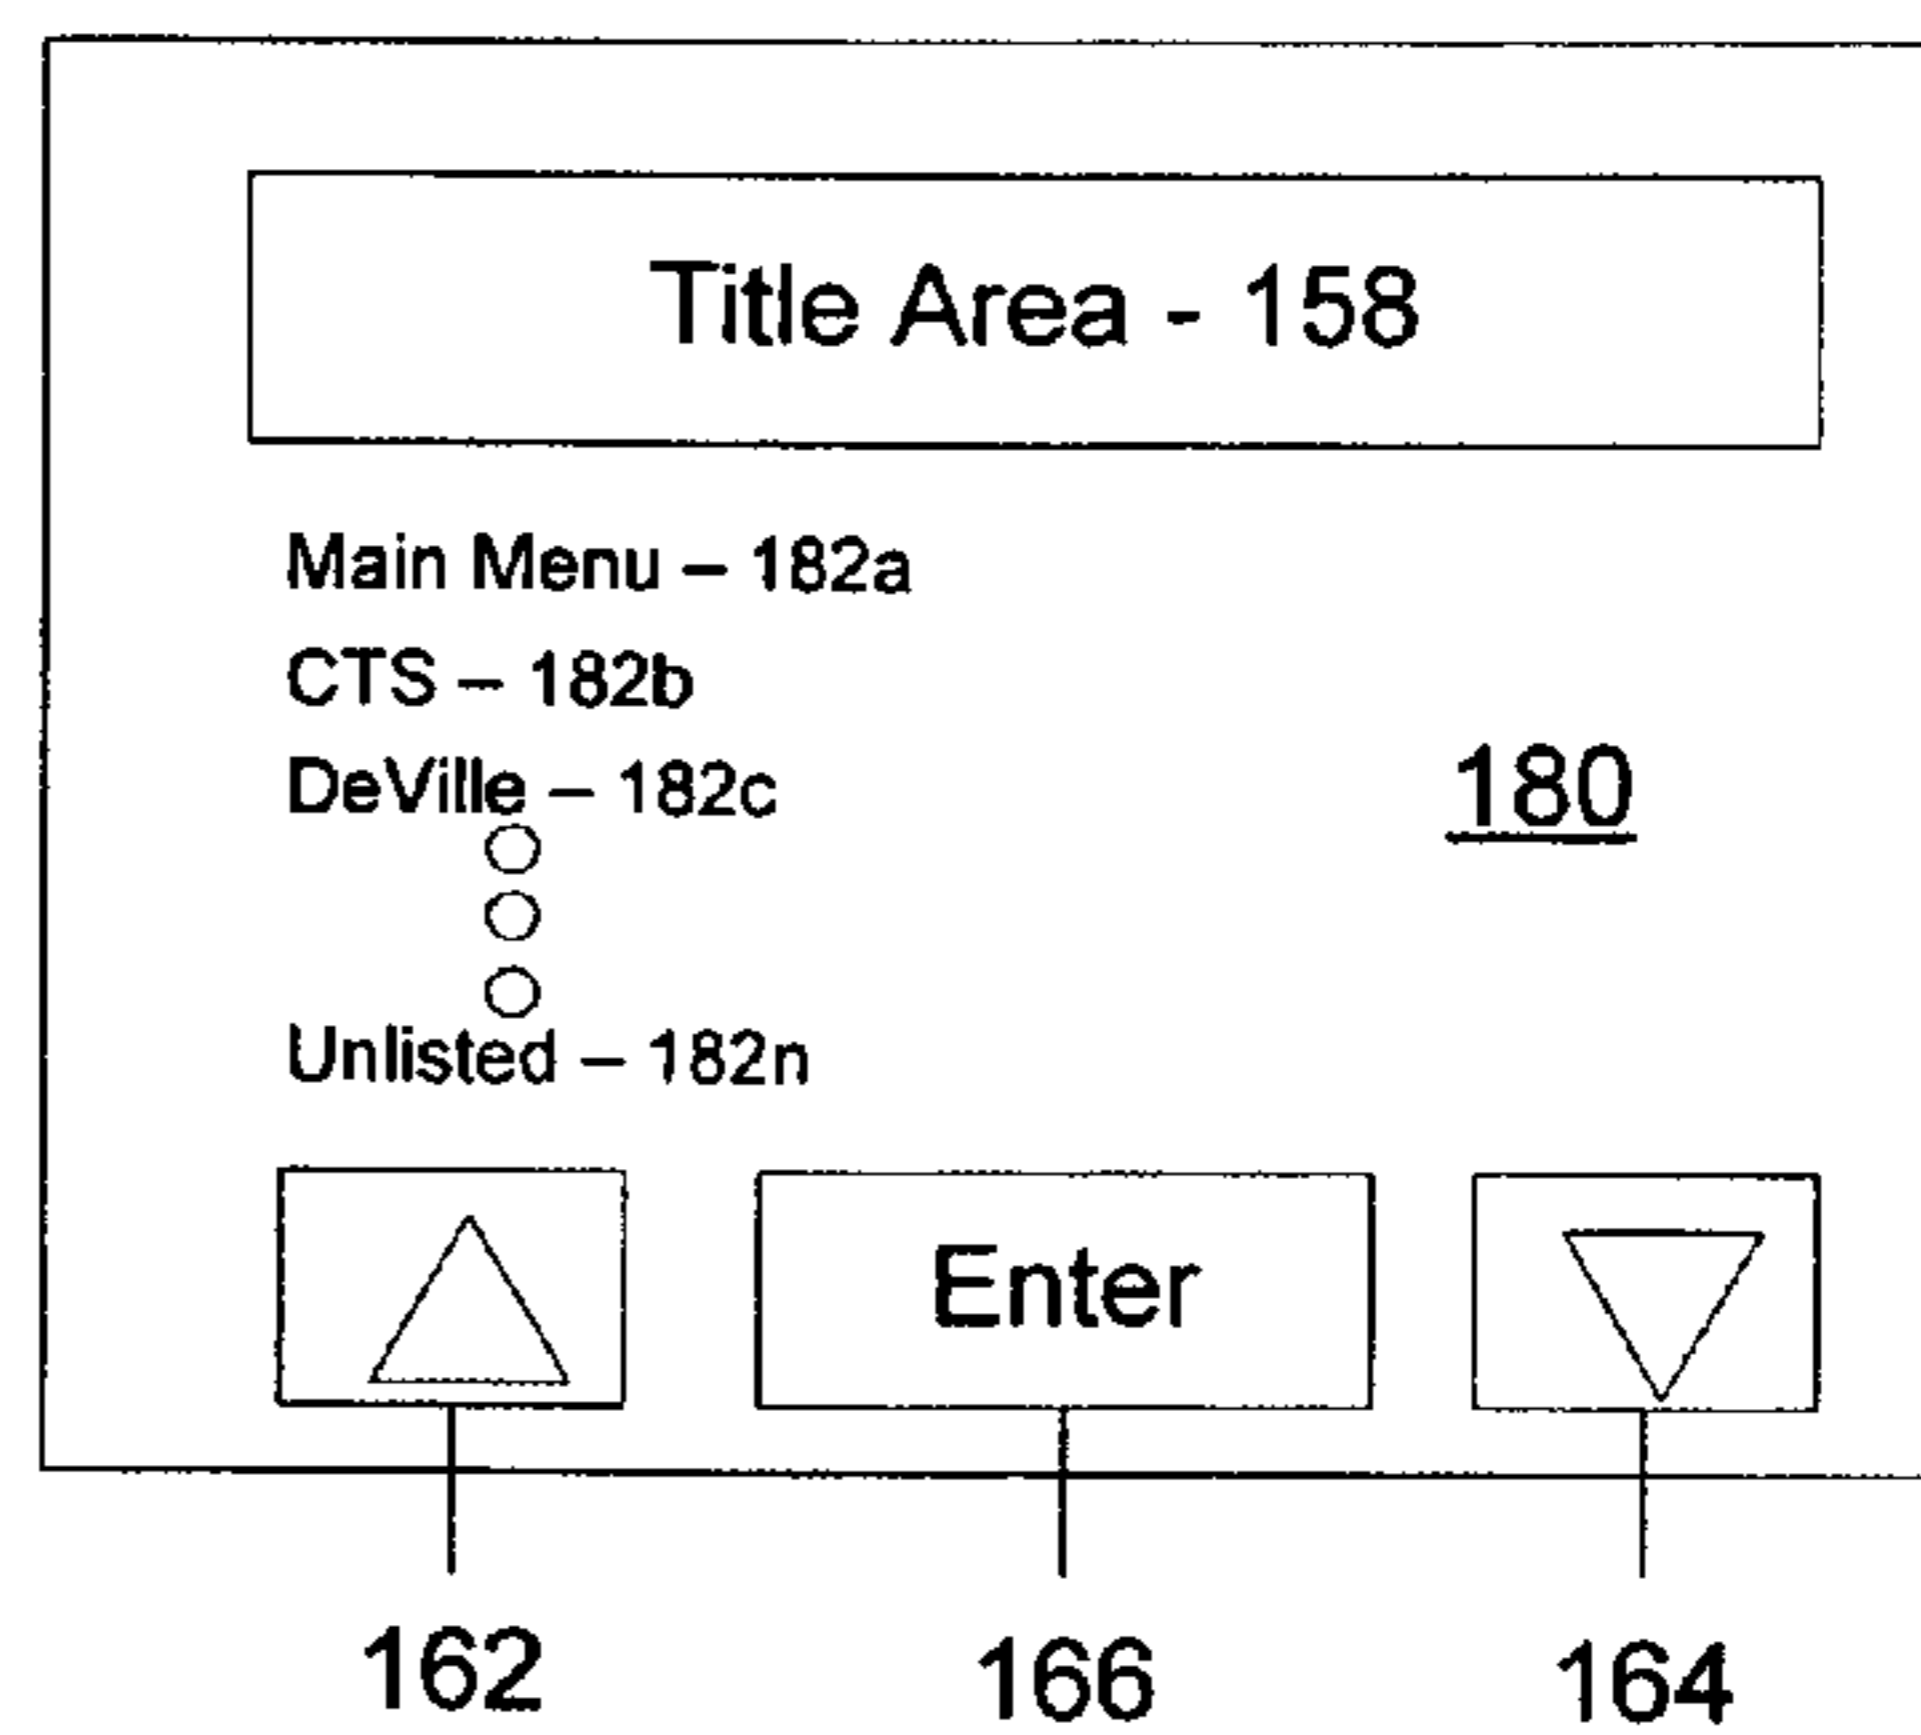 Title Area - 158
Main Menu – 182a
CTS – 182b
DeVille – 182c
180
Unlisted – 182n
Enter
162 166 164